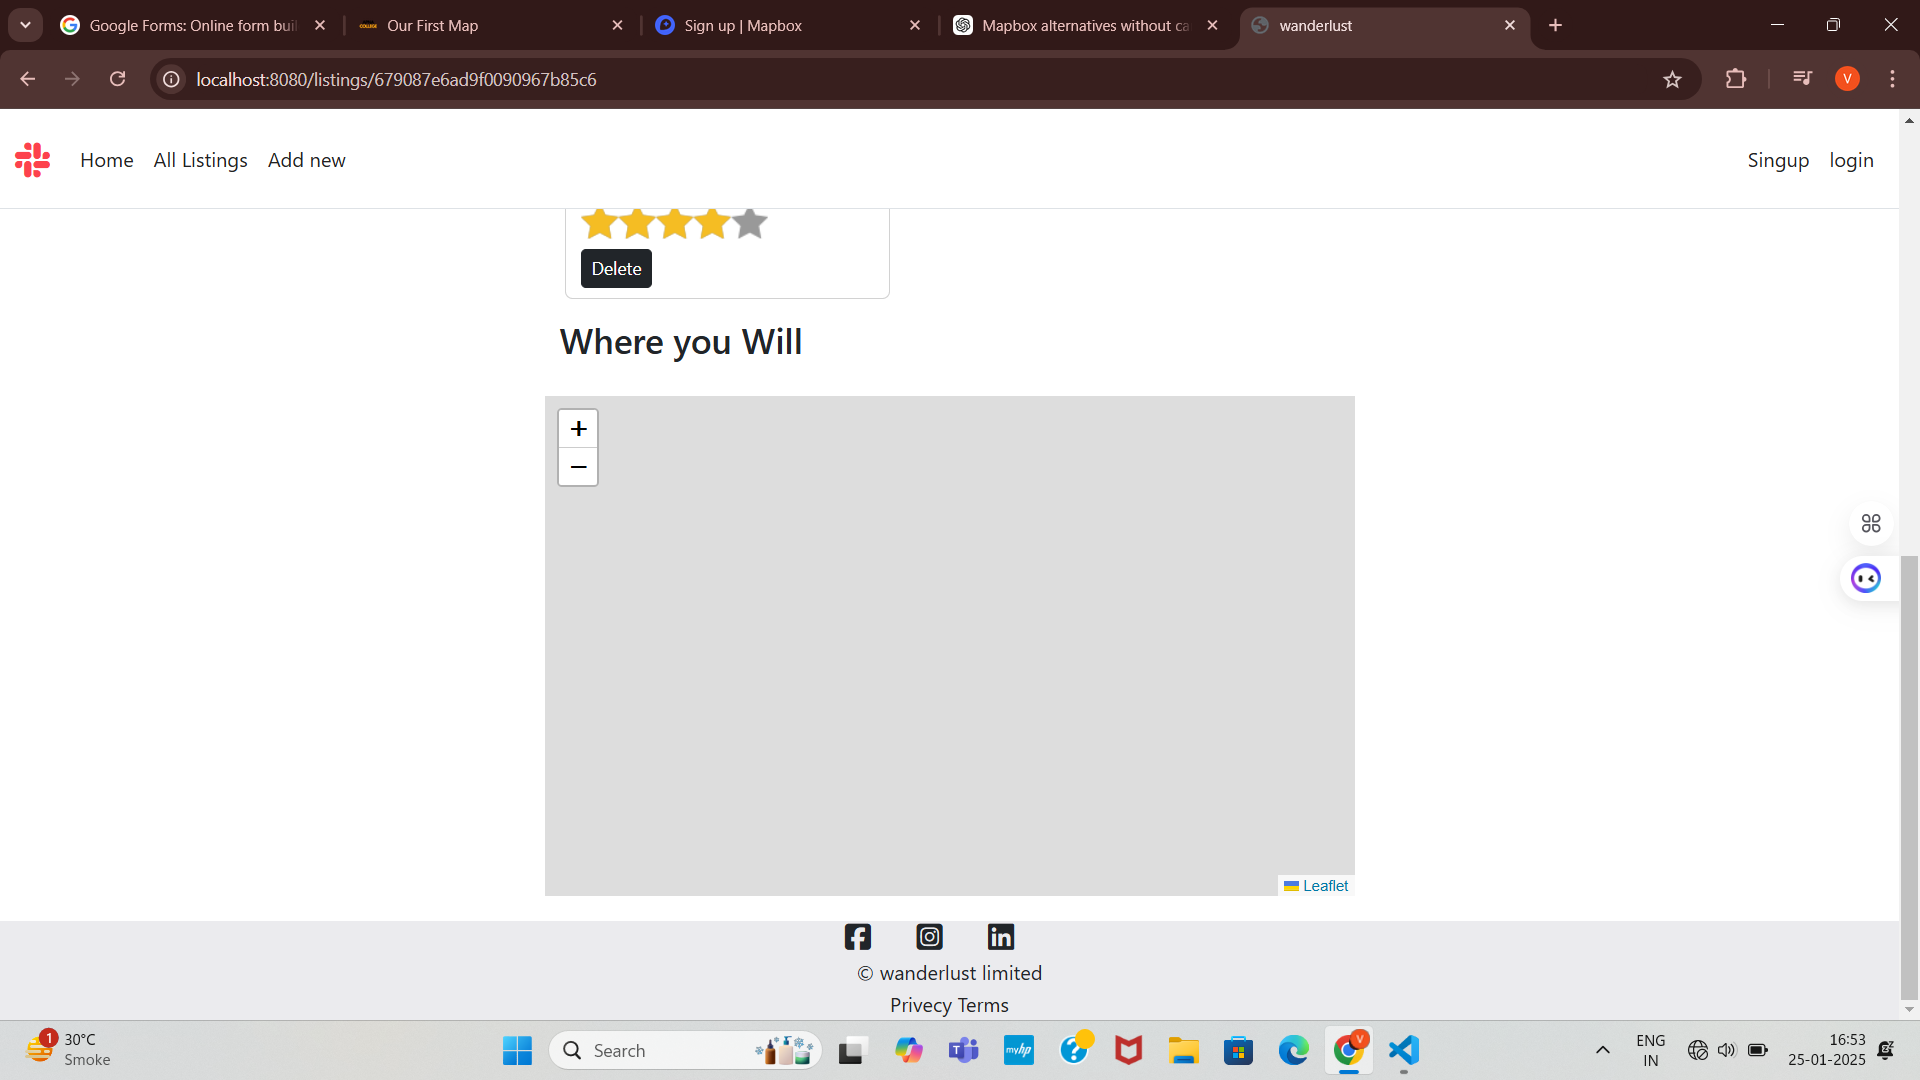 Google Forms: Online form buil
Our First Map
Sign up | Mapbox
Mapbox alternatives without ca
wanderlust
localhost:8080/listings/679087e6ad9f0090967b85c6
V
Home All Listings Add new
Singup login
Delete
Where you Will
+
−
Leaflet
© wanderlust limited
Privecy Terms
1
30°C
Smoke
Search
myhp
V
ENG
IN
16:53
25-01-2025